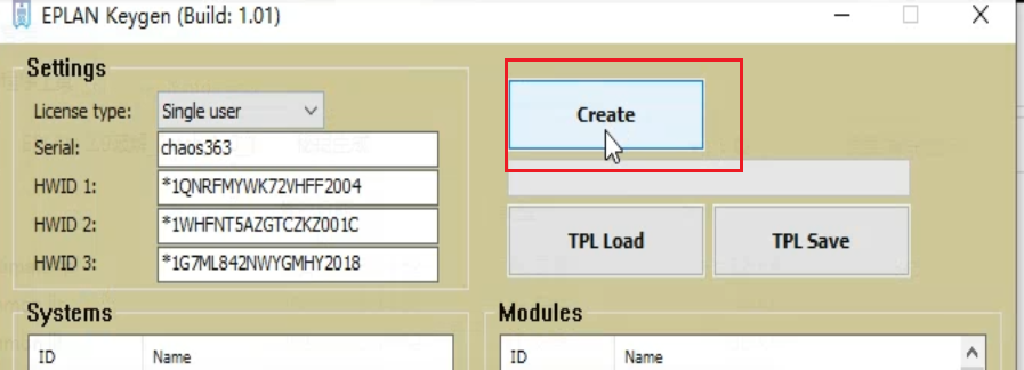 EPLAN Keygen (Build: 1.01)
Settings
License type: Single user
Serial: chaos363
HWID 1: *1QNRFMYWK72VHFF2004
HWID 2: *1WHFNT5AZGTCZKZ001C
HWID 3: *1G7ML842NWYGMHY2018
Create
TPL Load TPL Save
Systems
ID Name
Modules
ID Name